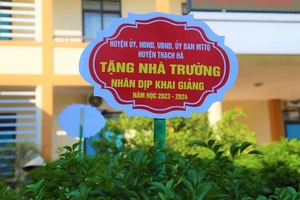 HUYỆN ỦY, HĐND, UBND, ỦY BAN MTTQ
HUYỆN THẠCH HÀ
TẶNG NHÀ TRƯỜNG
NHÂN DỊP KHAI GIẢNG
NĂM HỌC 2023 - 2024